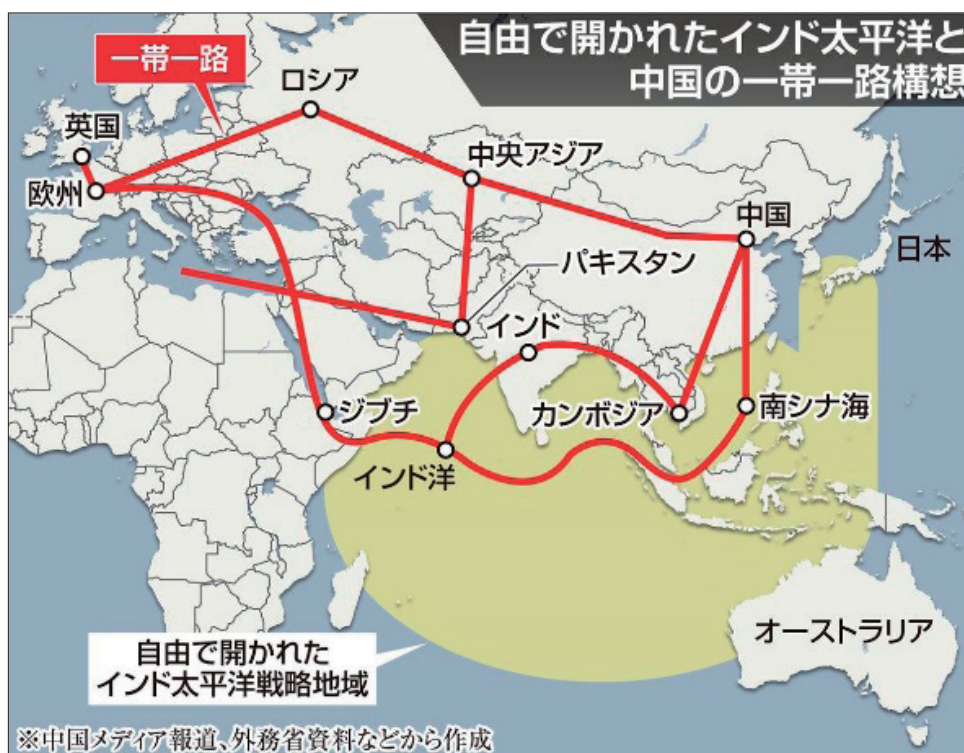 自由で開かれたインド太平洋と
中国の一帯一路構想
一帯一路
ロシア
英国
中央アジア
欧州
中国
日本
パキスタン
インド
ジブチ
カンボジア
南シナ海
インド洋
オーストラリア
自由で開かれた
インド太平洋戦略地域
※中国メディア報道、外務省資料などから作成